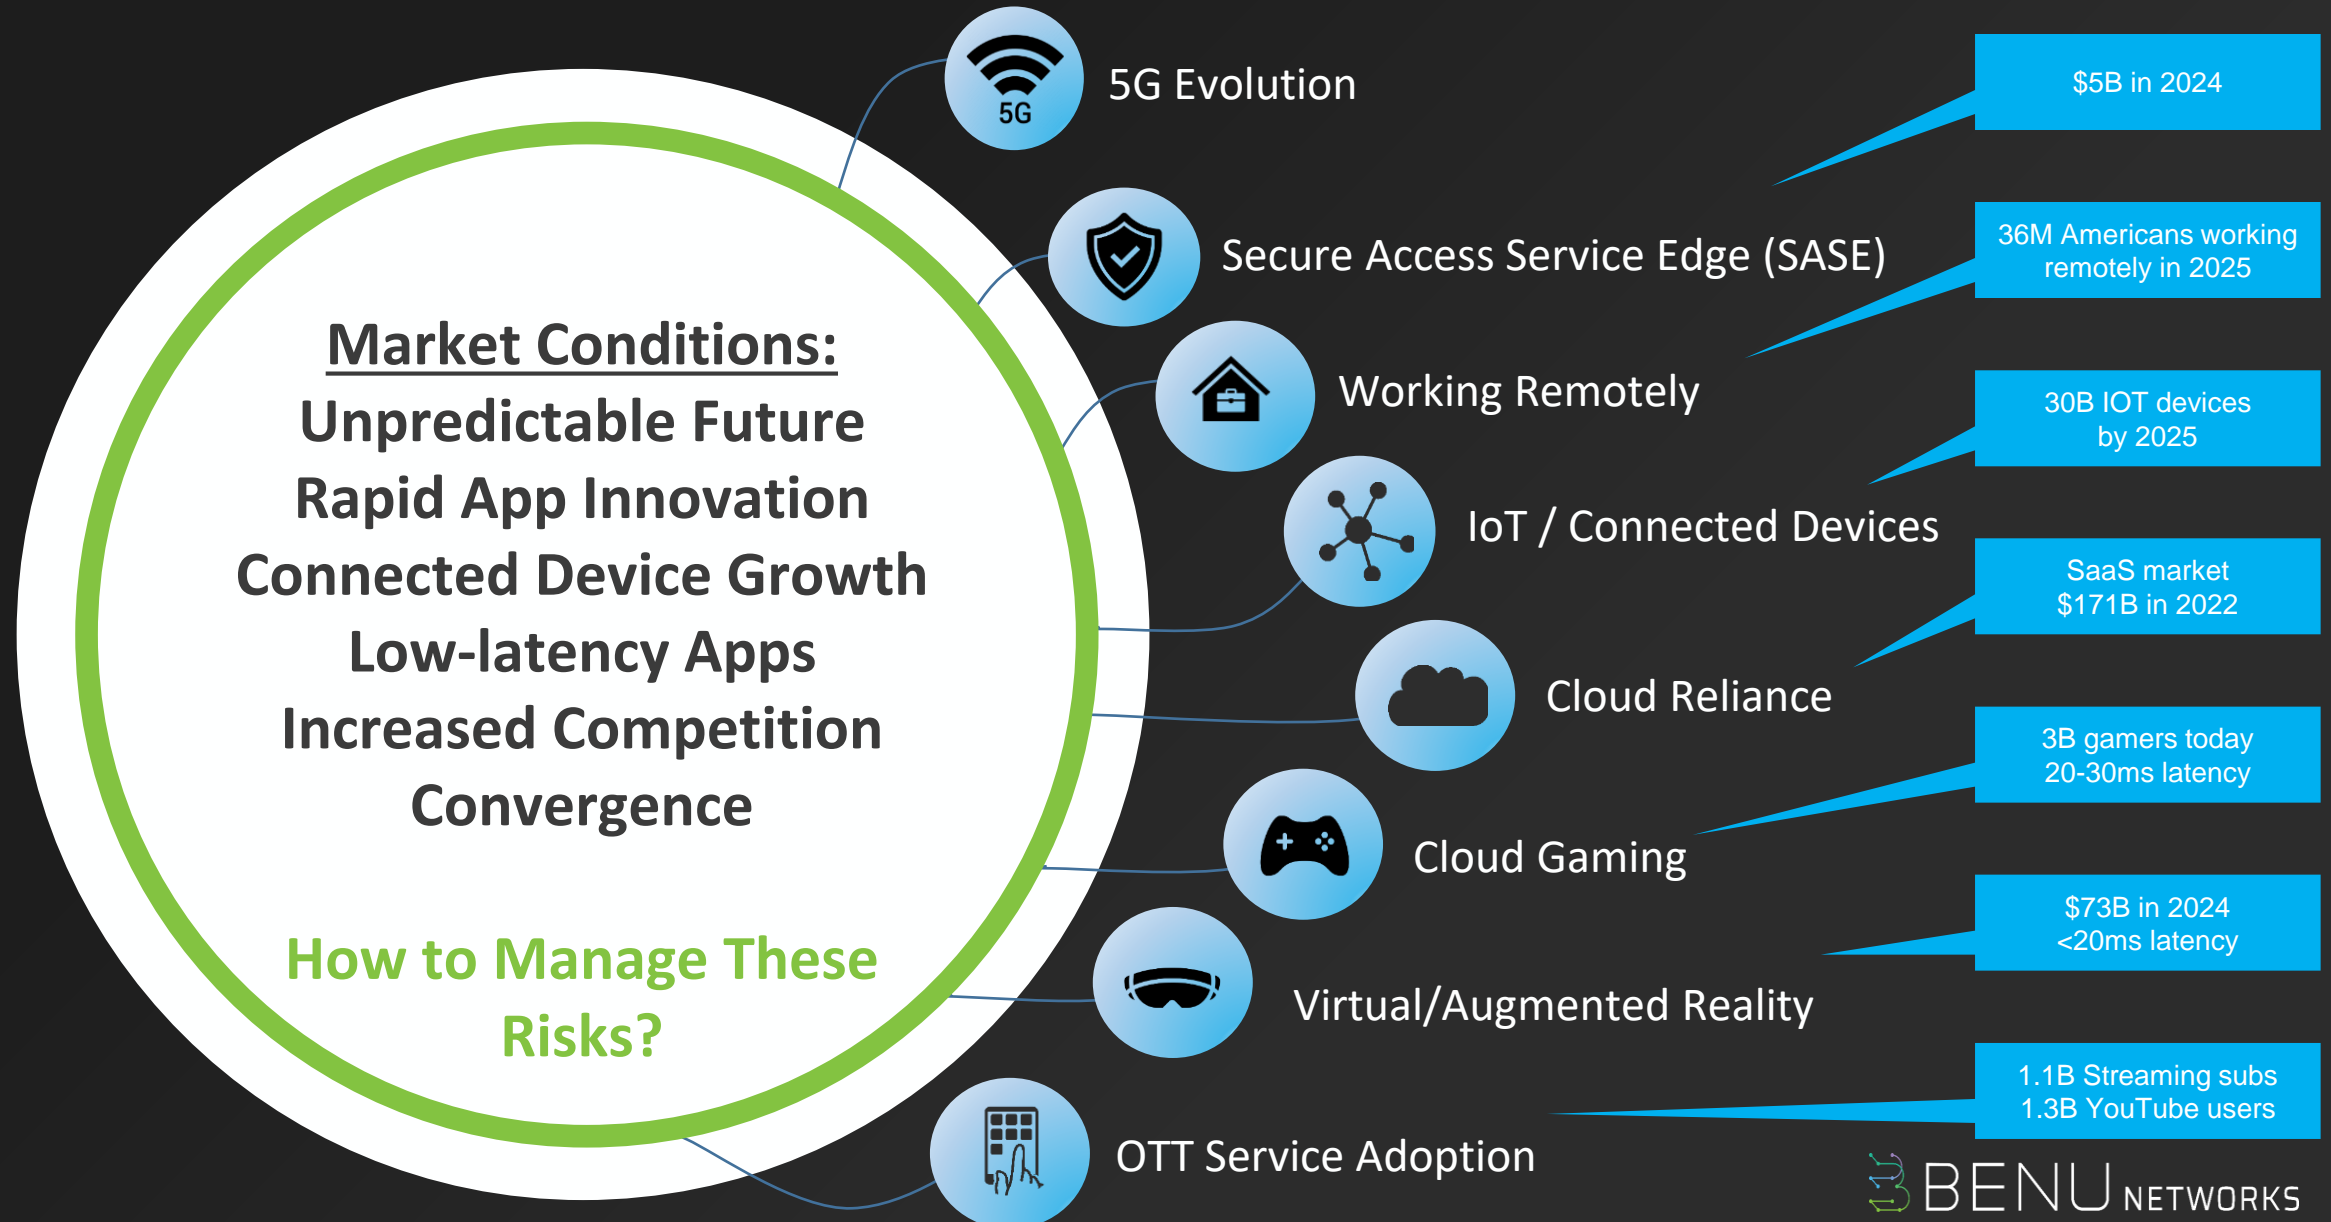 Market Conditions:
Unpredictable Future
Rapid App Innovation
Connected Device Growth
Low-latency Apps
Increased Competition
Convergence
How to Manage These
Risks?
5G
5G Evolution
$5B in 2024
Secure Access Service Edge (SASE)
36M Americans working
remotely in 2025
Working Remotely
30B IOT devices
by 2025
IoT / Connected Devices
SaaS market
$171B in 2022
Cloud Reliance
3B gamers today
20-30ms latency
Cloud Gaming
$73B in 2024
<20ms latency
Virtual/Augmented Reality
1.1B Streaming subs
1.3B YouTube users
OTT Service Adoption
BENU NETWORKS